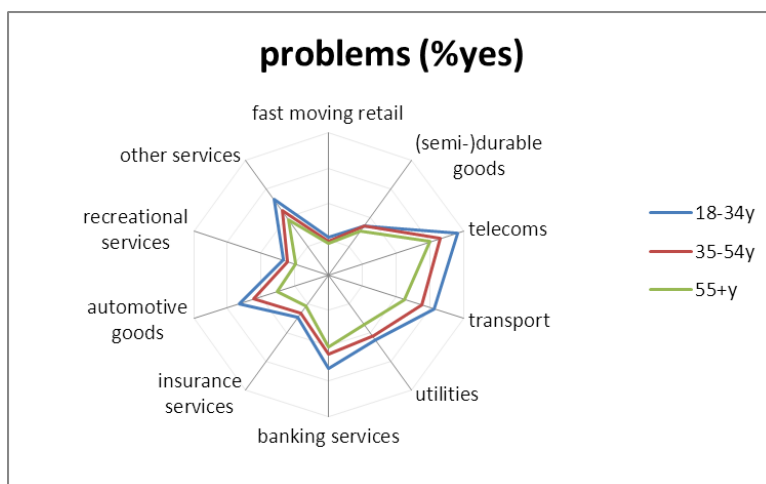 problems (%yes)
fast moving retail
(semi-)durable
goods
telecoms
transport
utilities
banking services
insurance
services
automotive
goods
recreational
services
other services
18-34y
35-54y
55+y